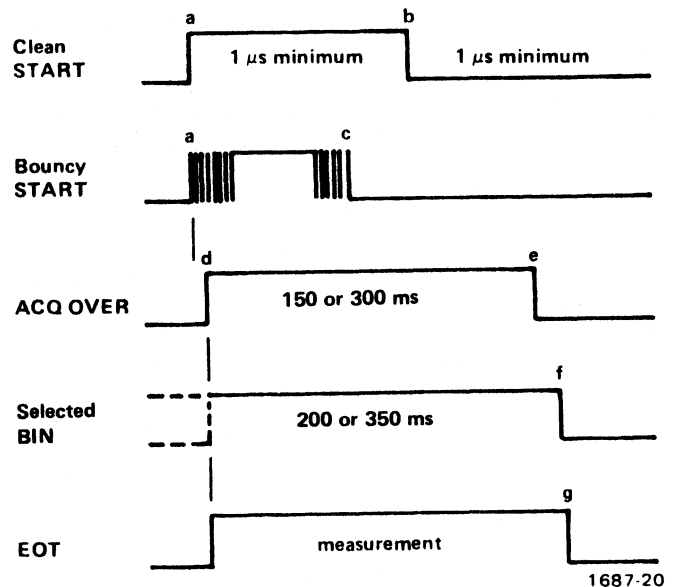 a
b
Clean
START
1 μs minimum
1 μs minimum
a
c
Bouncy
START
d
e
ACQ OVER
150 or 300 ms
f
Selected
BIN
200 or 350 ms
g
EOT
measurement
1687-20